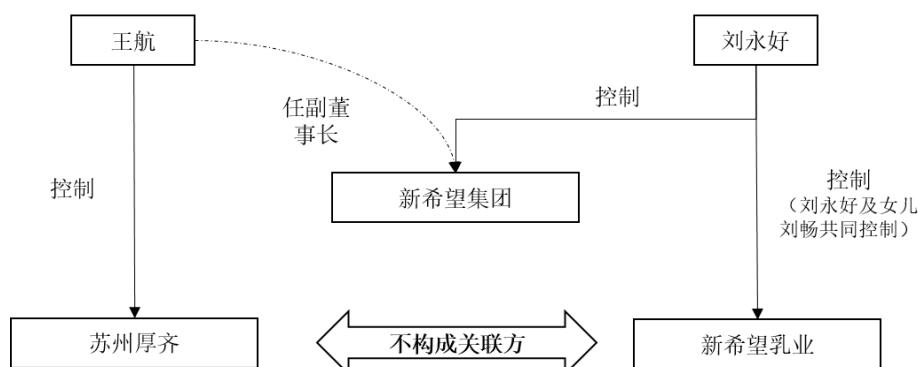 王航
刘永好
任副董
事长
控制
控制
新希望集团
控制
（刘永好及女儿
刘畅共同控制）
苏州厚齐
不构成关联方
新希望乳业